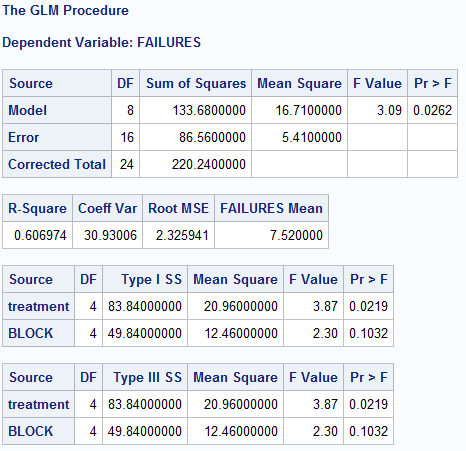 The GLM Procedure
Dependent Variable: FAILURES
Source DF Sum of Squares Mean Square F Value Pr > F
Model 8 133.6800000 16.7100000 3.09 0.0262
Error 16 86.5600000 5.4100000
Corrected Total 24 220.2400000
R-Square Coeff Var Root MSE FAILURES Mean
0.606974 30.93006 2.325941 7.520000
Source DF Type I SS Mean Square F Value Pr > F
treatment 4 83.84000000 20.96000000 3.87 0.0219
BLOCK 4 49.84000000 12.46000000 2.30 0.1032
Source DF Type III SS Mean Square F Value Pr > F
treatment 4 83.84000000 20.96000000 3.87 0.0219
BLOCK 4 49.84000000 12.46000000 2.30 0.1032